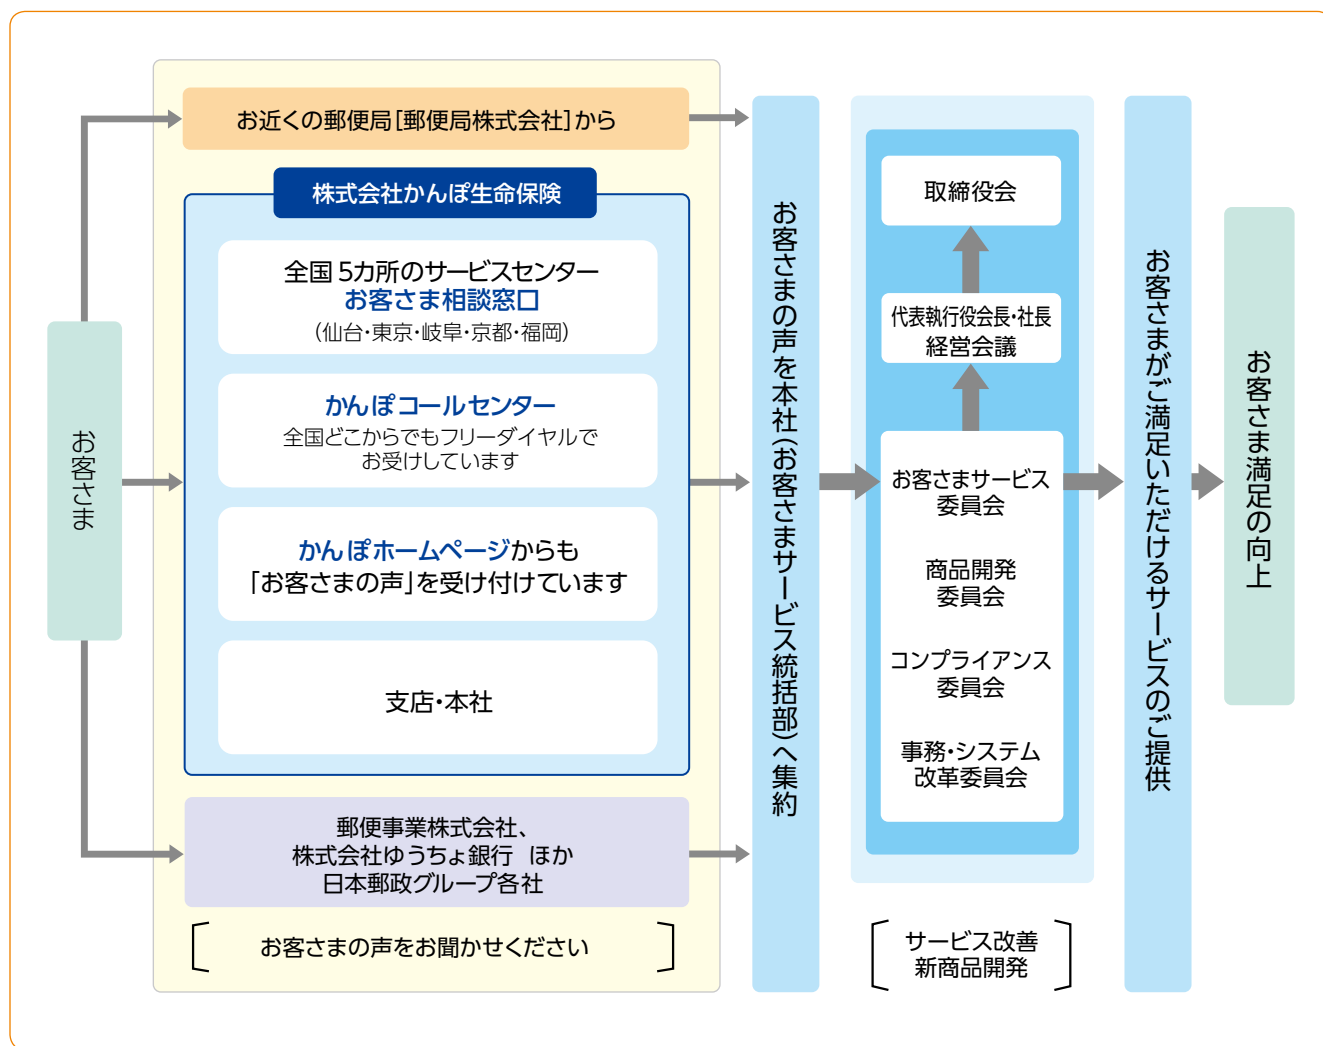 お客さま
お近くの郵便局[郵便局株式会社]から
株式会社かんぽ生命保険
全国5カ所のサービスセンター
お客さま相談窓口
(仙台・東京・岐阜・京都・福岡)
かんぽコールセンター
全国どこからでもフリーダイヤルで
お受けしています
かんぽホームページからも
「お客さまの声」を受け付けています
支店・本社
郵便事業株式会社、
株式会社ゆうちょ銀行 ほか
日本郵政グループ各社
お客さまの声をお聞かせください
お客さまの声を本社(お客さまサービス統括部)へ集約
取締役会
代表執行役会長・社長
経営会議
お客さまサービス
委員会
商品開発
委員会
コンプライアンス
委員会
事務・システム
改革委員会
サービス改善
新商品開発
お客さまがご満足いただけるサービスのご提供
お客さま満足の向上